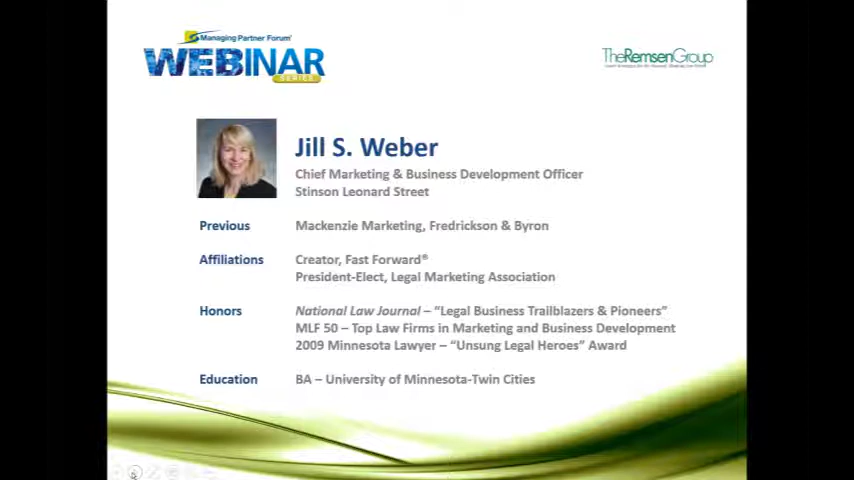 Managing Partner Forum
WEBINAR
SERIES
TheRemsenGroup
Jill S. Weber
Chief Marketing & Business Development Officer
Stinson Leonard Street
Previous Mackenzie Marketing, Fredrickson & Byron
Affiliations Creator, Fast Forward®
President-Elect, Legal Marketing Association
Honors National Law Journal – “Legal Business Trailblazers & Pioneers”
MLF 50 – Top Law Firms in Marketing and Business Development
2009 Minnesota Lawyer – “Unsung Legal Heroes” Award
Education BA – University of Minnesota-Twin Cities